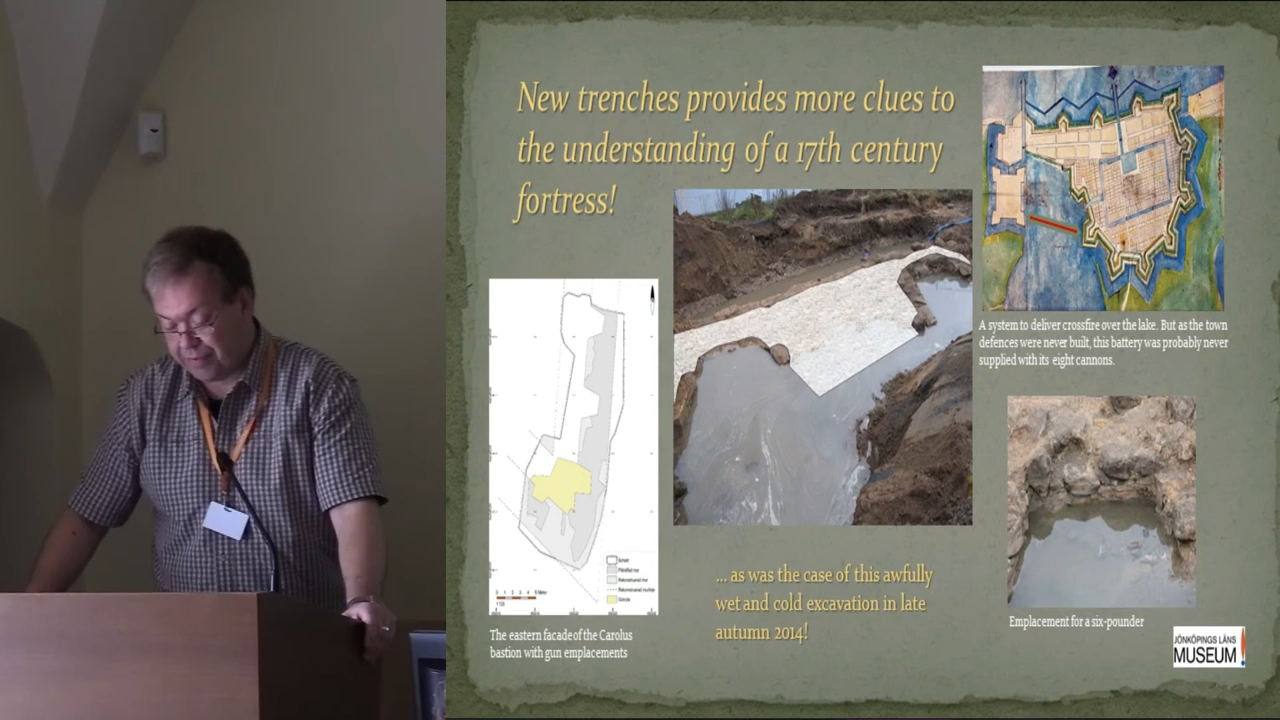 New trenches provides more clues to
the understanding of a 17th century
fortress!
A system to deliver crossfire over the lake. But as the town
defences were never built, this battery was probably never
supplied with its eight cannons.
... as was the case of this awfully
wet and cold excavation in late
autumn 2014!
The eastern facade of the Carolus
bastion with gun emplacements
Emplacement for a six-pounder
JÖNKÖPINGS LÄNS
MUSEUM